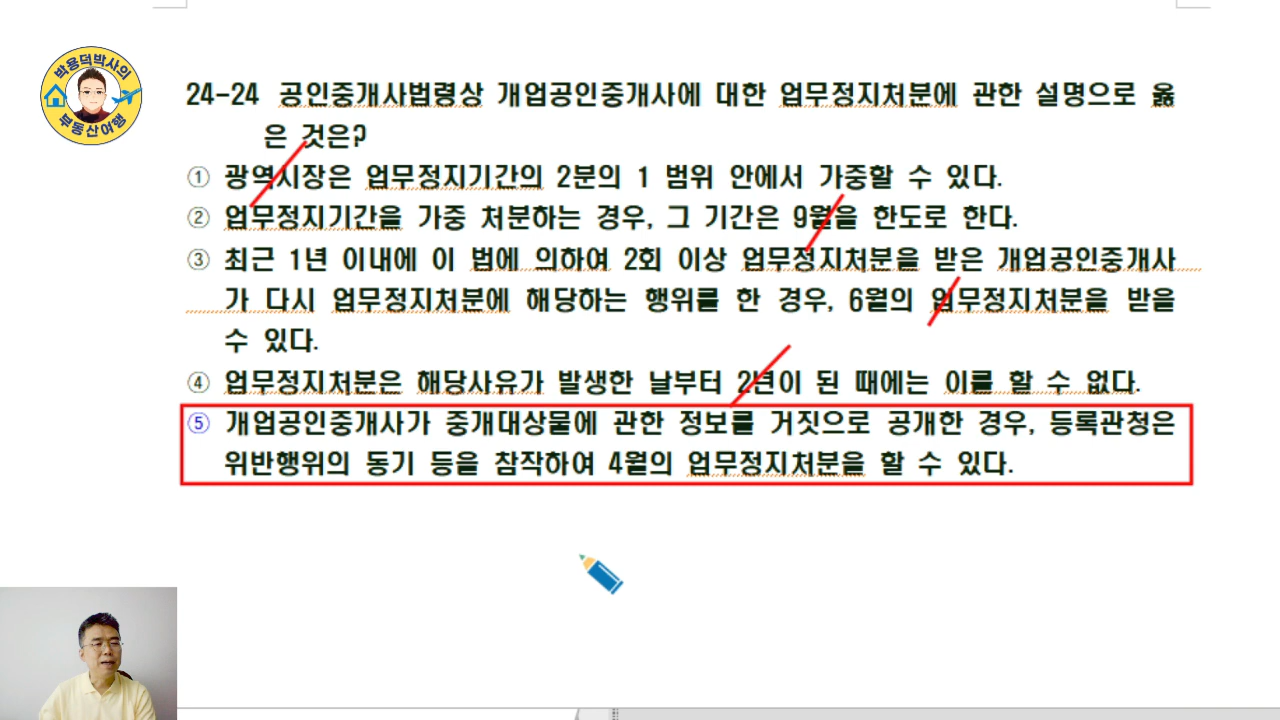 박용덕박사의
부동산여행
24-24 공인중개사법령상 개업공인중개사에 대한 업무정지처분에 관한 설명으로 옳
은 것은?
① 광역시장은 업무정지기간의 2분의 1 범위 안에서 가중할 수 있다.
② 업무정지기간을 가중 처분하는 경우, 그 기간은 9월을 한도로 한다.
③ 최근 1년 이내에 이 법에 의하여 2회 이상 업무정지처분을 받은 개업공인중개사
가 다시 업무정지처분에 해당하는 행위를 한 경우, 6월의 업무정지처분을 받을
수 있다.
④ 업무정지처분은 해당사유가 발생한 날부터 2년이 된 때에는 이를 할 수 없다.
⑤ 개업공인중개사가 중개대상물에 관한 정보를 거짓으로 공개한 경우, 등록관청은
위반행위의 동기 등을 참작하여 4월의 업무정지처분을 할 수 있다.